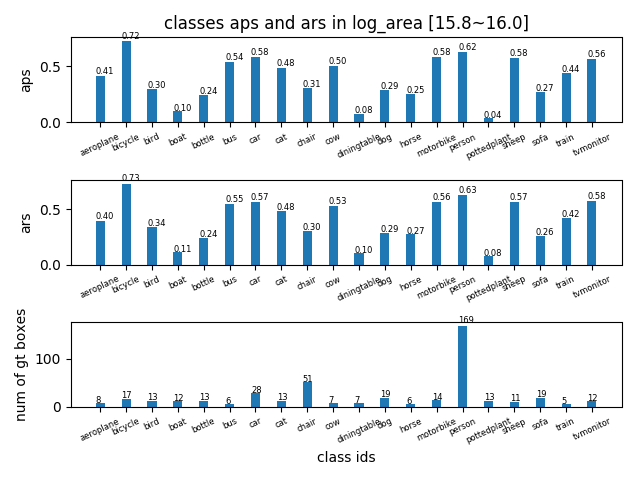 classes aps and ars in log_area [15.8~16.0]
aps
0.5
0.0
0.41 0.72 0.30 0.10 0.24 0.54 0.58 0.48 0.31 0.50 0.08 0.29 0.25 0.58 0.62 0.04 0.58 0.27 0.44 0.56
aeroplane bicycle bird boat bottle bus car cat chair cow diningtable dog horse motorbike person pottedplant sheep sofa train tvmonitor
ars
0.5
0.0
0.40 0.73 0.34 0.11 0.24 0.55 0.57 0.48 0.30 0.53 0.10 0.29 0.27 0.56 0.63 0.08 0.57 0.26 0.42 0.58
aeroplane bicycle bird boat bottle bus car cat chair cow diningtable dog horse motorbike person pottedplant sheep sofa train tvmonitor
num of gt boxes
100
0
8 17 13 12 13 6 28 13 51 7 7 19 6 14 169 13 11 19 5 12
aeroplane bicycle bird boat bottle bus car cat chair cow diningtable dog horse motorbike person pottedplant sheep sofa train tvmonitor
class ids